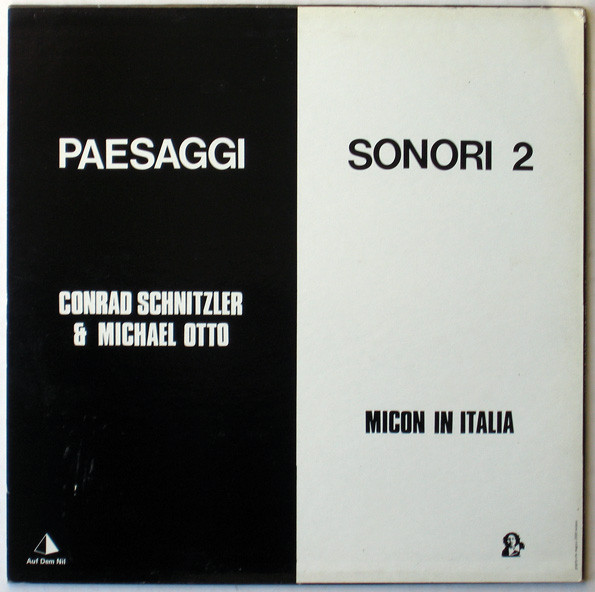 PAESAGGI SONORI 2
CONRAD SCHNITZLER
& MICHAEL OTTO
MICON IN ITALIA
Auf Dem Nil